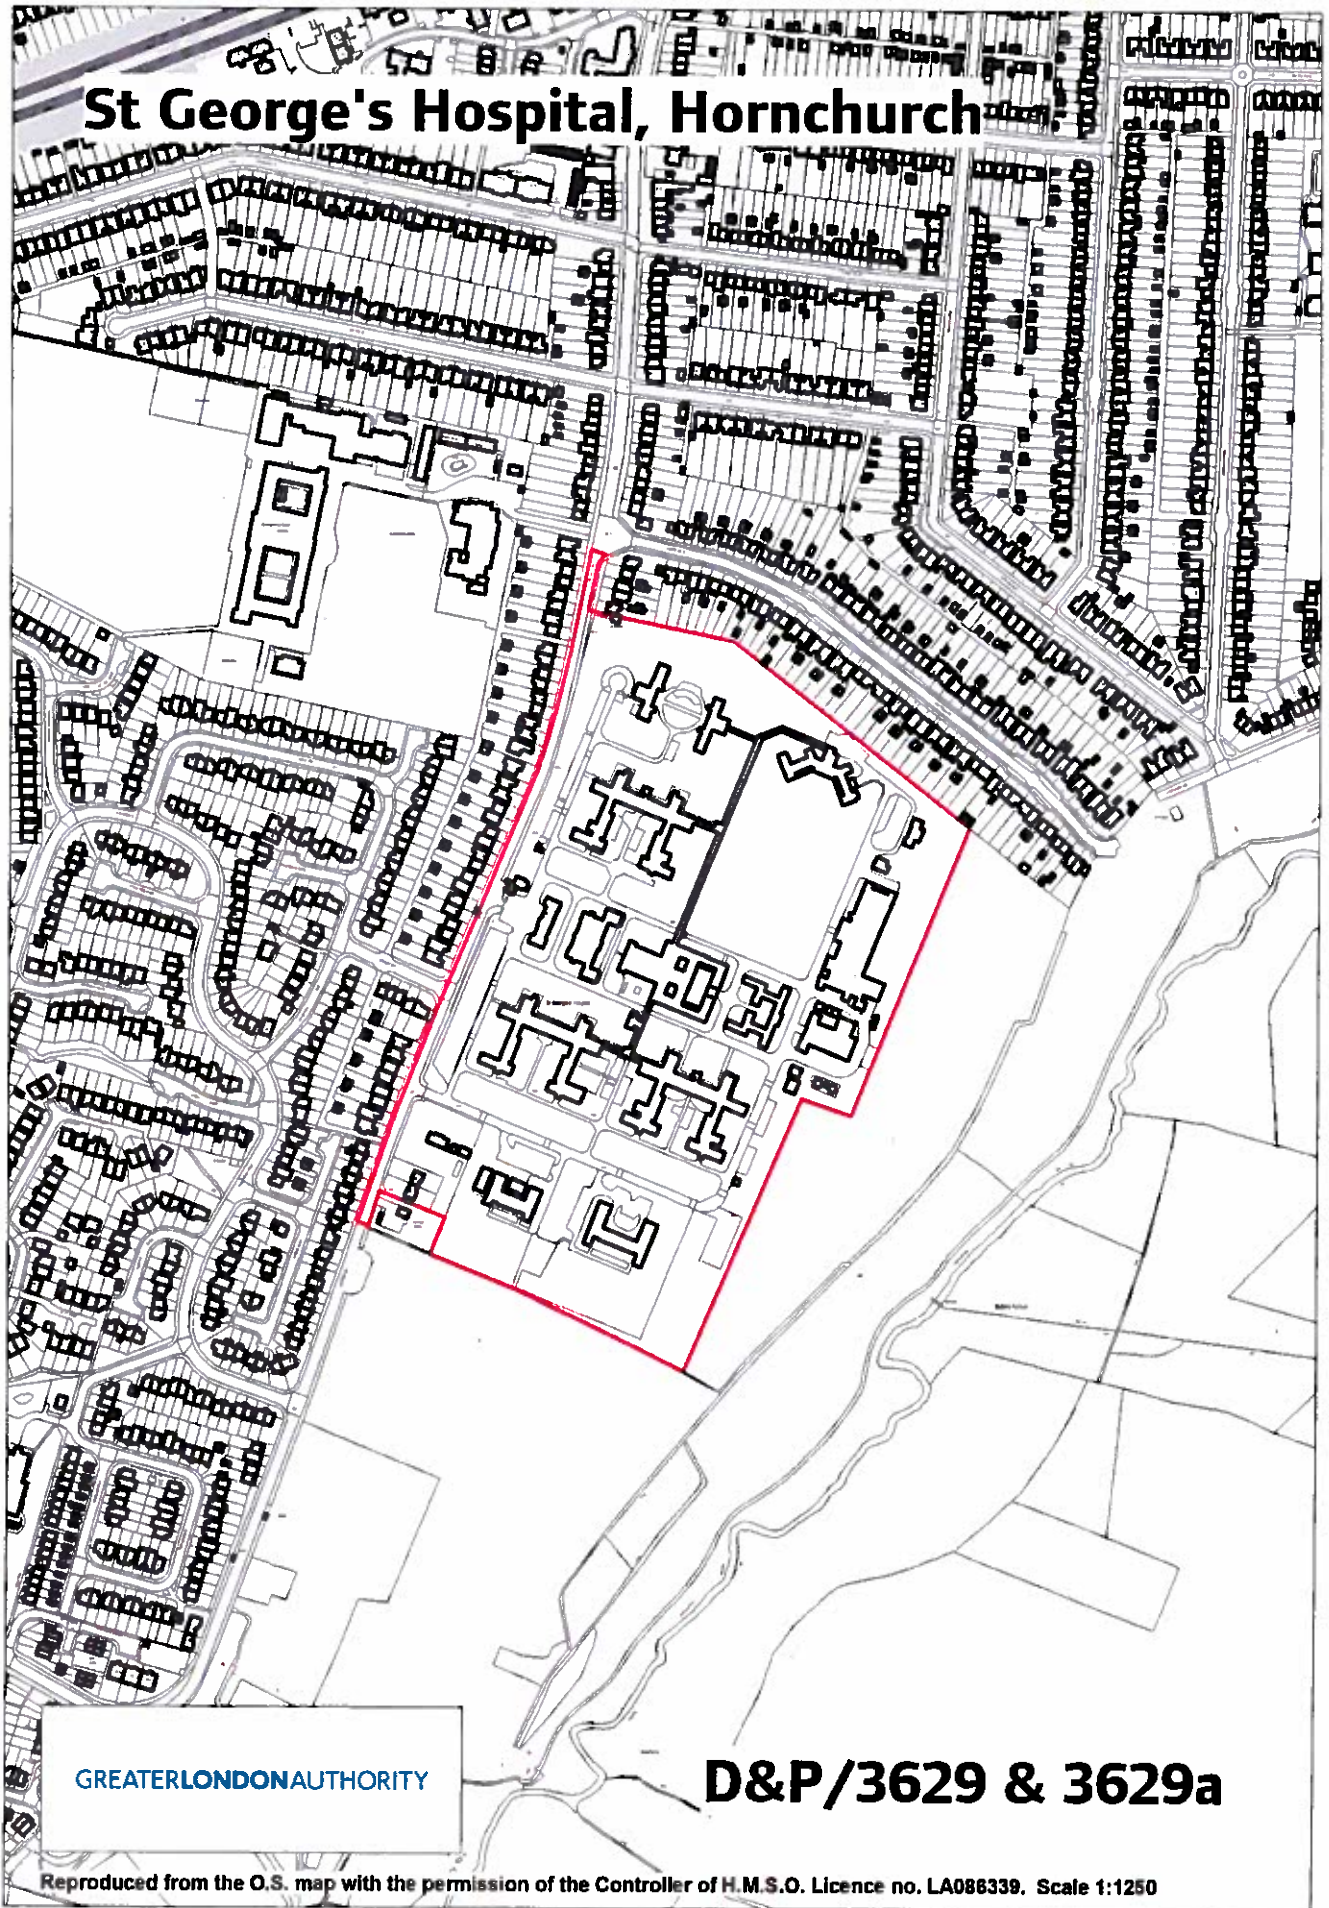 St George's Hospital, Hornchurch
GREATERLONDONAUTHORITY
D&P/3629 & 3629a
Reproduced from the O.S. map with the permission of the Controller of H.M.S.O. Licence no. LA086339. Scale 1:1250